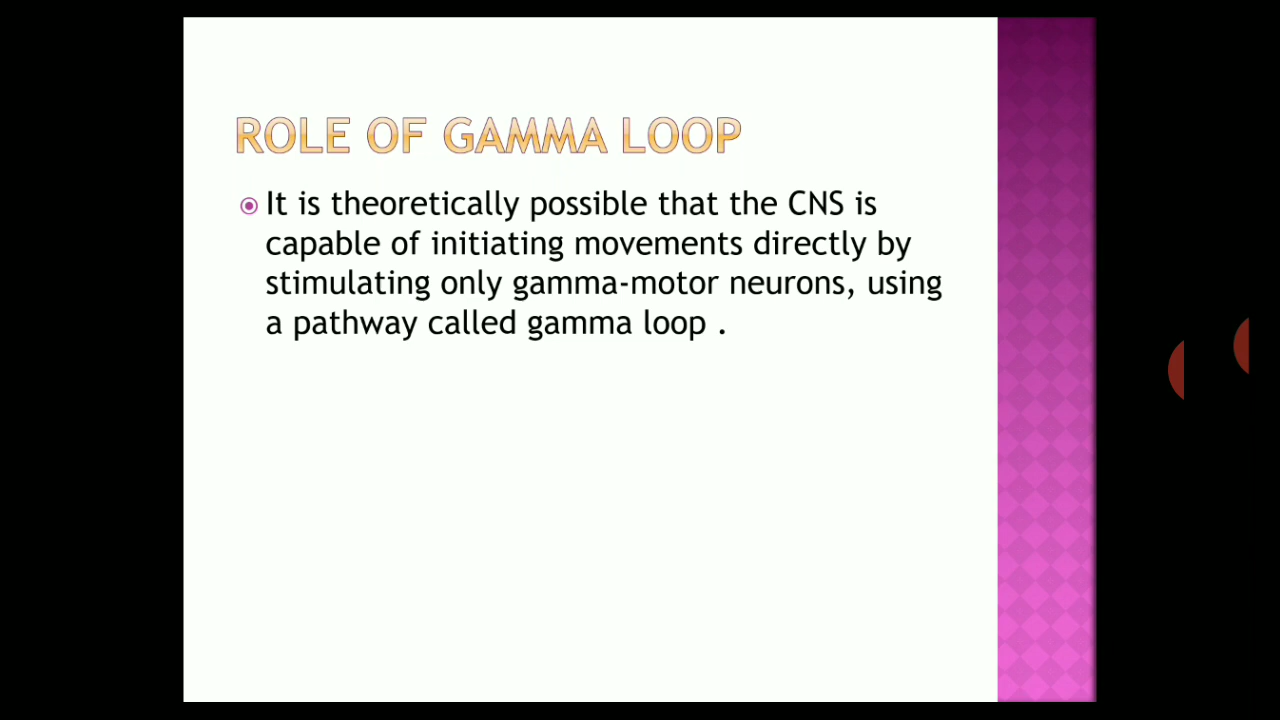 ROLE OF GAMMA LOOP
It is theoretically possible that the CNS is
capable of initiating movements directly by
stimulating only gamma-motor neurons, using
a pathway called gamma loop .